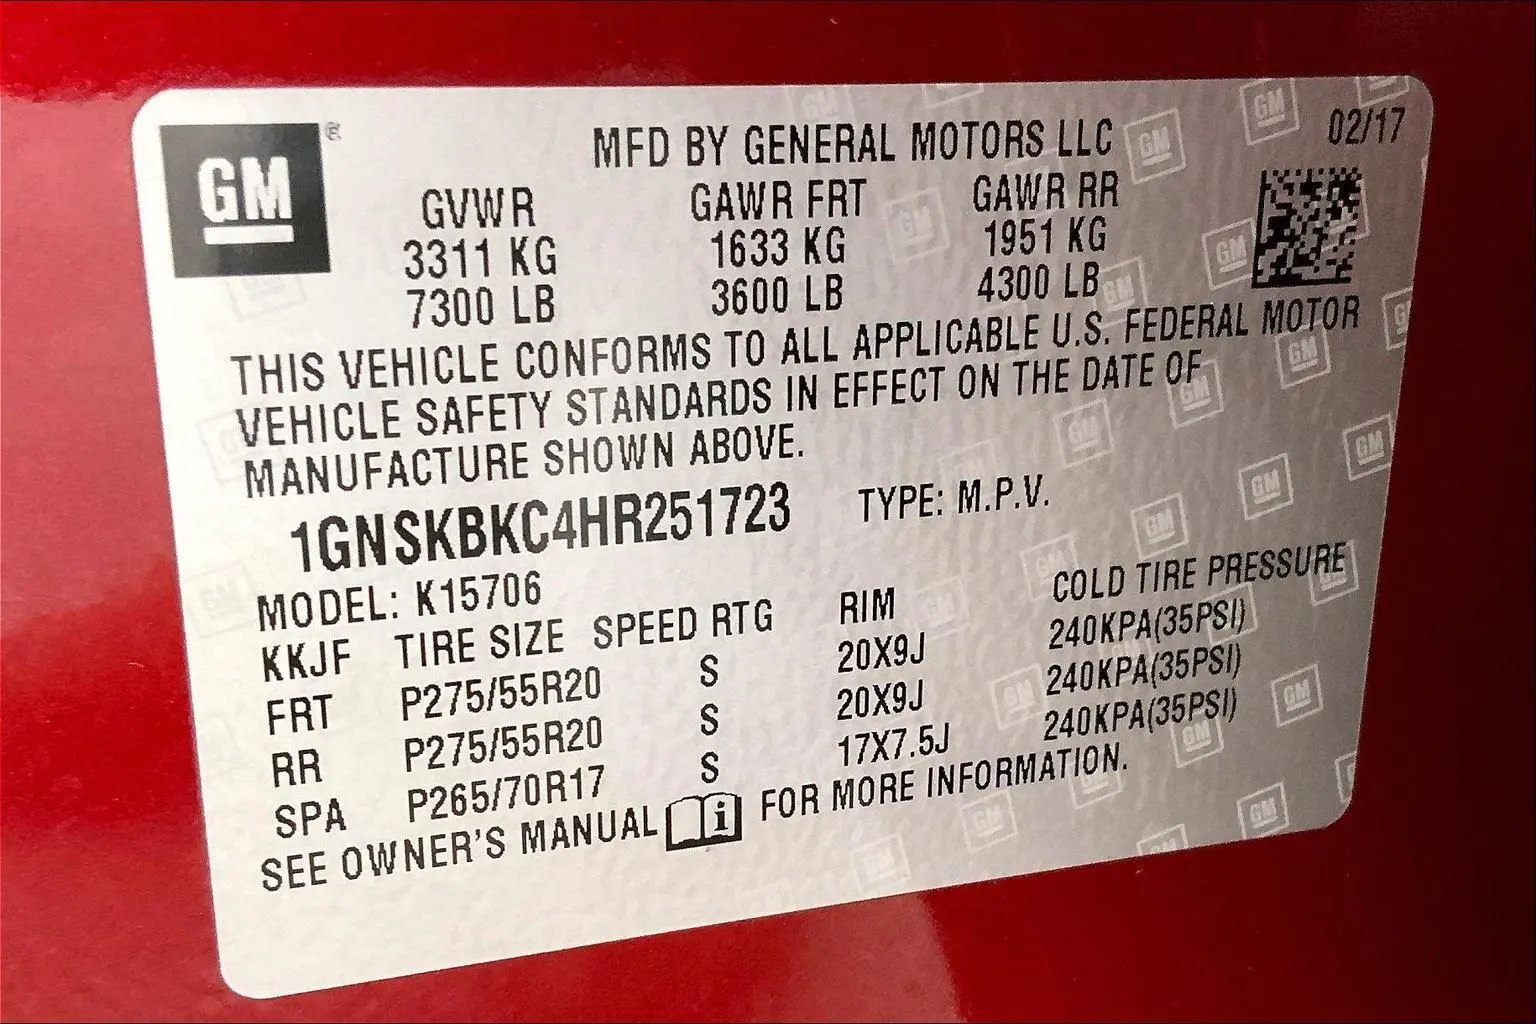 GM ®
MFD BY GENERAL MOTORS LLC 02/17
GVWR GAWR FRT GAWR RR
3311 KG 1633 KG 1951 KG
7300 LB 3600 LB 4300 LB
THIS VEHICLE CONFORMS TO ALL APPLICABLE U.S. FEDERAL MOTOR
VEHICLE SAFETY STANDARDS IN EFFECT ON THE DATE OF
MANUFACTURE SHOWN ABOVE.
1GNSKBKC4HR251723 TYPE: M.P.V.
MODEL: K15706
KKJF TIRE SIZE SPEED RTG RIM COLD TIRE PRESSURE
FRT P275/55R20 S 20X9J 240KPA(35PSI)
RR P275/55R20 S 20X9J 240KPA(35PSI)
SPA P265/70R17 S 17X7.5J 240KPA(35PSI)
SEE OWNER'S MANUAL i FOR MORE INFORMATION.